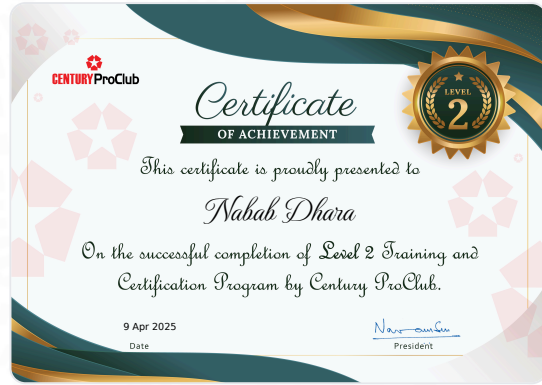 CENTURY ProClub
Certificate
OF ACHIEVEMENT
LEVEL
2
This certificate is proudly presented to
Nabab Dhara
On the successful completion of Level 2 Training and
Certification Program by Century ProClub.
9 Apr 2025
Date
President